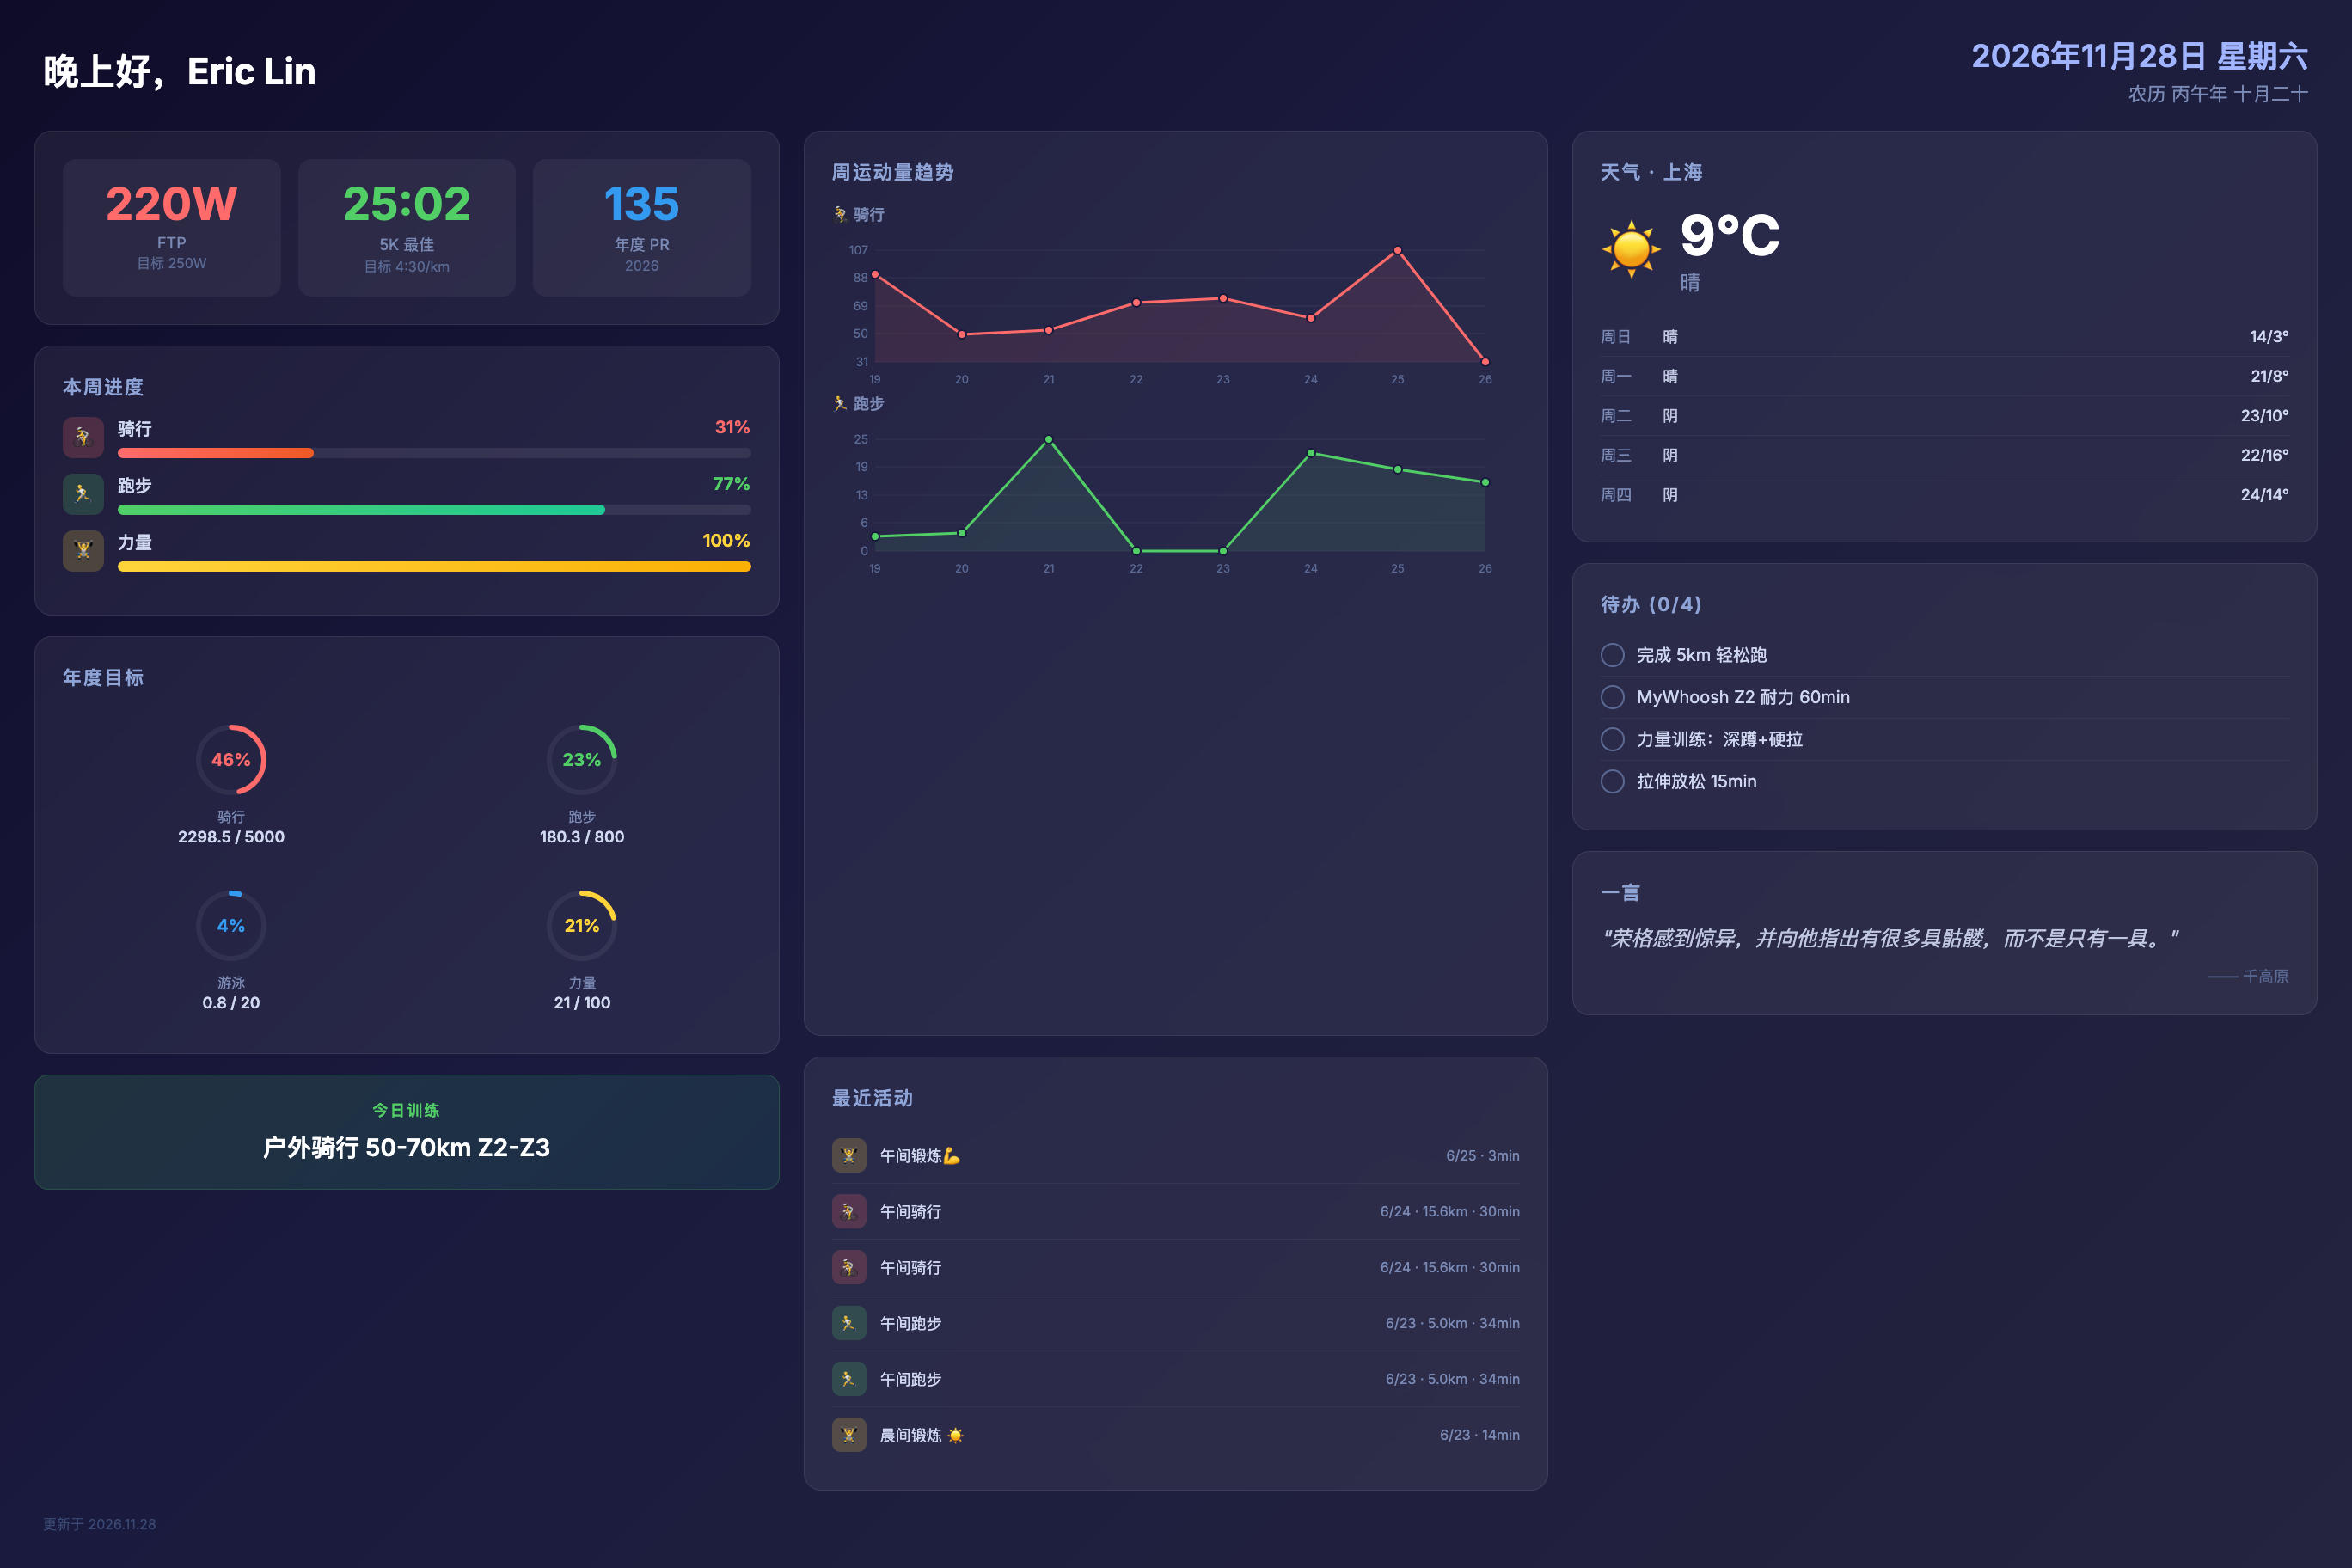 晚上好，Eric Lin
2026年11月28日 星期六
农历 丙午年 十月二十
220W
FTP
目标 250W
25:02
5K 最佳
目标 4:30/km
135
年度 PR
2026
本周进度
骑行
31%
跑步
77%
力量
100%
年度目标
46%
骑行
2298.5 / 5000
23%
跑步
180.3 / 800
4%
游泳
0.8 / 20
21%
力量
21 / 100
今日训练
户外骑行 50-70km Z2-Z3
周运动量趋势
🚴 骑行
107
88
69
50
31
19 20 21 22 23 24 25 26
🏃 跑步
25
19
13
6
0
19 20 21 22 23 24 25 26
最近活动
午间锻炼💪 6/25 · 3min
午间骑行 6/24 · 15.6km · 30min
午间骑行 6/24 · 15.6km · 30min
午间跑步 6/23 · 5.0km · 34min
午间跑步 6/23 · 5.0km · 34min
晨间锻炼 ☀️ 6/23 · 14min
天气 · 上海
9°C
晴
周日 晴 14/3°
周一 晴 21/8°
周二 阴 23/10°
周三 阴 22/16°
周四 阴 24/14°
待办 (0/4)
完成 5km 轻松跑
MyWhoosh Z2 耐力 60min
力量训练：深蹲+硬拉
拉伸放松 15min
一言
"荣格感到惊异，并向他指出有很多具骷髅，而不是只有一具。"
—— 千高原
更新于 2026.11.28